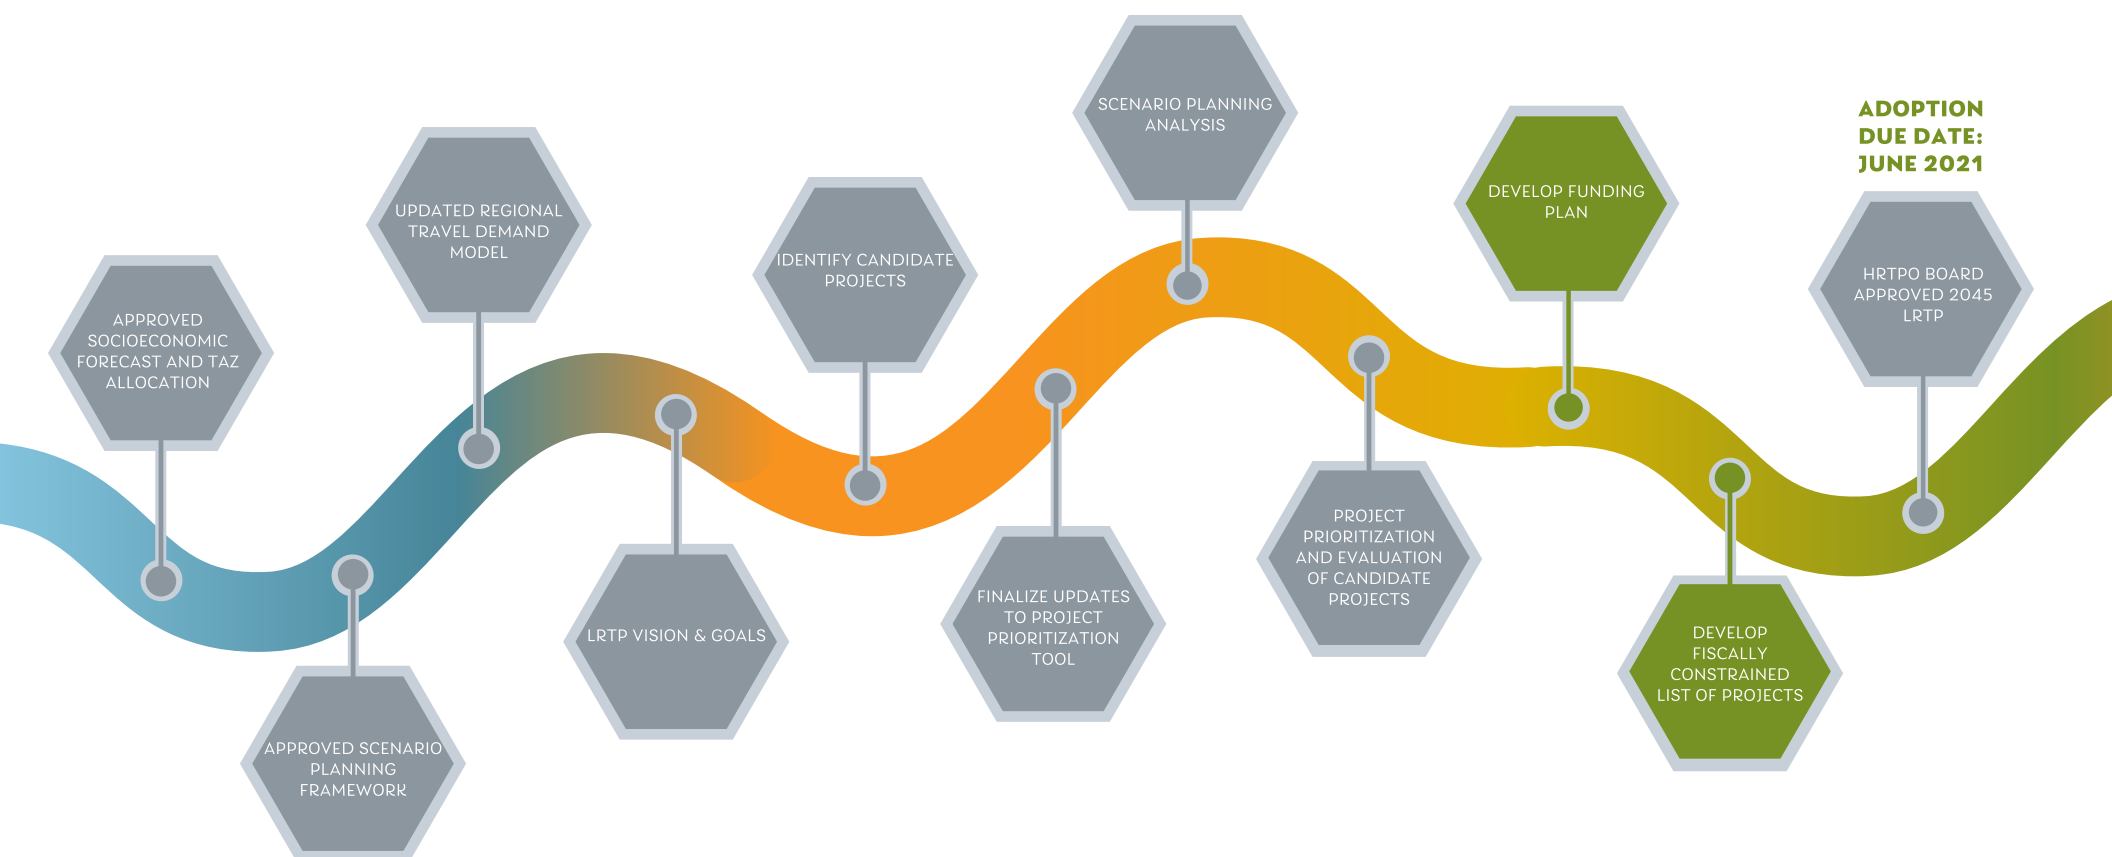 APPROVED
SOCIOECONOMIC
FORECAST AND TAZ
ALLOCATION
APPROVED SCENARIO
PLANNING
FRAMEWORK
UPDATED REGIONAL
TRAVEL DEMAND
MODEL
LRTP VISION & GOALS
IDENTIFY CANDIDATE
PROJECTS
FINALIZE UPDATES
TO PROJECT
PRIORITIZATION
TOOL
SCENARIO PLANNING
ANALYSIS
PROJECT
PRIORITIZATION
AND EVALUATION
OF CANDIDATE
PROJECTS
DEVELOP FUNDING
PLAN
DEVELOP
FISCALLY
CONSTRAINED
LIST OF PROJECTS
ADOPTION
DUE DATE:
JUNE 2021
HRTPO BOARD
APPROVED 2045
LRTP